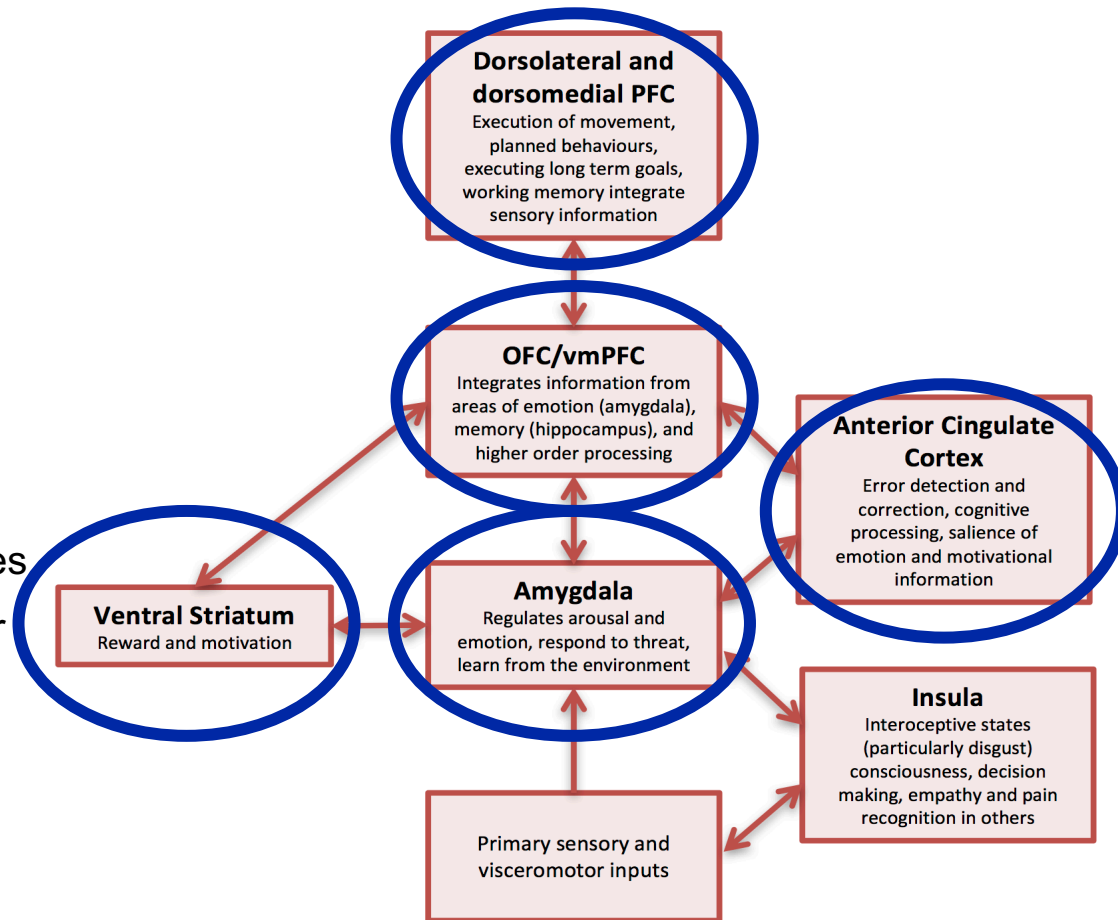 Dorsolateral and
dorsomedial PFC
Execution of movement,
planned behaviours,
executing long term goals,
working memory integrate
sensory information
OFC/vmPFC
Integrates information from
areas of emotion (amygdala),
memory (hippocampus), and
higher order processing
Anterior Cingulate
Cortex
Error detection and
correction, cognitive
processing, salience of
emotion and motivational
information
es
r
Ventral Striatum
Reward and motivation
Amygdala
Regulates arousal and
emotion, respond to threat,
learn from the environment
Insula
Interoceptive states
(particularly disgust)
consciousness, decision
making, empathy and pain
recognition in others
Primary sensory and
visceromotor inputs